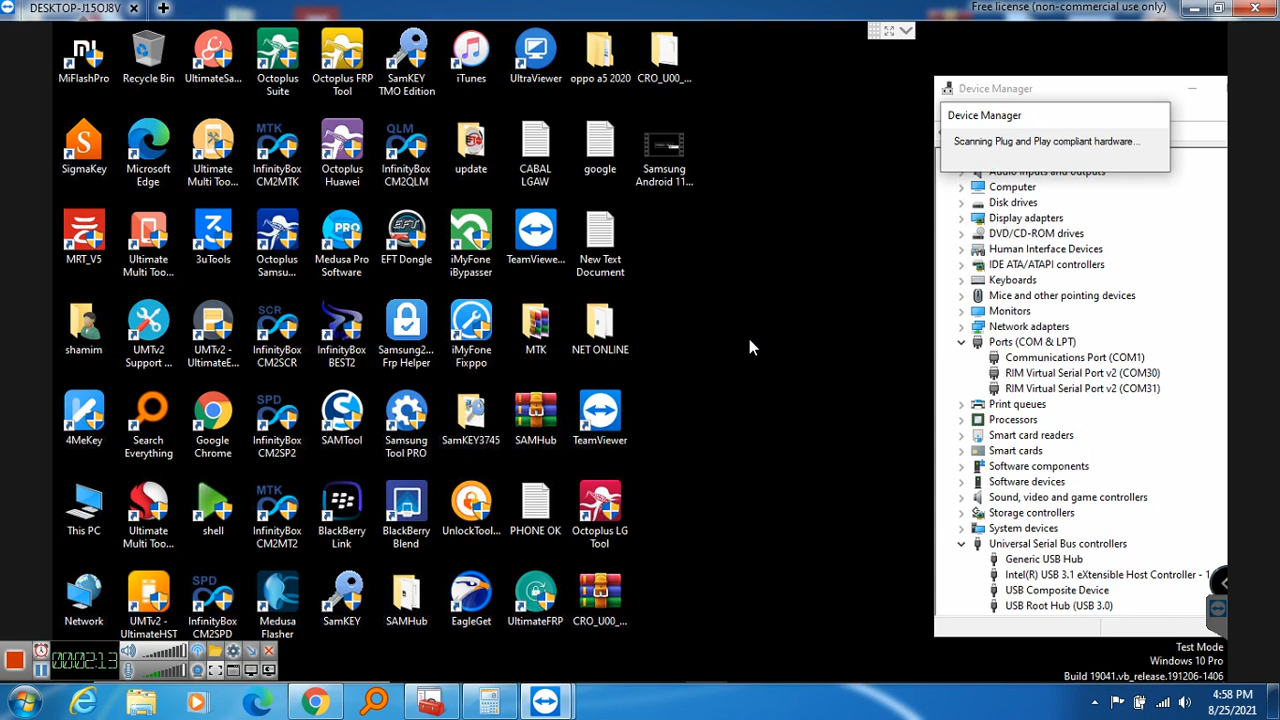 DESKTOP-J15OJ8V
Free license (non-commercial use only)
MiFlashPro
Recycle Bin
UltimateSa...
Octoplus
Suite
Octoplus FRP
Tool
SamKEY
TMO Edition
iTunes
UltraViewer
oppo a5 2020
CRO_U00_...
SigmaKey
Microsoft
Edge
Ultimate
Multi Too...
MTK
InfinityBox
CM2MTK
Octoplus
Huawei
QLM
InfinityBox
CM2QLM
update
CABAL
LGAW
google
Samsung
Android 11...
MRT_V5
Ultimate
Multi Too...
3uTools
Octoplus
Samsu...
Medusa Pro
Software
EFT
EFT Dongle
iMyFone
iBypasser
TeamViewe...
New Text
Document
shamim
UMTv2
Support ...
UMTv2 -
UltimateE...
SCR
InfinityBox
CM2SCR
InfinityBox
BEST2
Samsung2...
Frp Helper
iMyFone
Fixppo
MTK
NET ONLINE
4MeKey
Search
Everything
Google
Chrome
SPD
InfinityBox
CM2SP2
SAMTool
Samsung
Tool PRO
SamKEY3745
SAMHub
TeamViewer
This PC
Ultimate
Multi Too...
shell
MTK
InfinityBox
CM2MT2
BlackBerry
Link
BlackBerry
Blend
UnlockTool...
PHONE OK
Octoplus LG
Tool
Network
UMTv2 -
UltimateHST
SPD
InfinityBox
CM2SPD
Medusa
Flasher
SamKEY
SAMHub
EagleGet
UltimateFRP
CRO_U00_...
Device Manager
Device Manager
Scanning Plug and Play compliant hardware...
Audio inputs and outputs
Computer
Disk drives
Display adapters
DVD/CD-ROM drives
Human Interface Devices
IDE ATA/ATAPI controllers
Keyboards
Mice and other pointing devices
Monitors
Network adapters
Ports (COM & LPT)
Communications Port (COM1)
RIM Virtual Serial Port v2 (COM30)
RIM Virtual Serial Port v2 (COM31)
Print queues
Processors
Smart card readers
Smart cards
Software components
Software devices
Sound, video and game controllers
Storage controllers
System devices
Universal Serial Bus controllers
Generic USB Hub
Intel(R) USB 3.1 eXtensible Host Controller - 1
USB Composite Device
USB Root Hub (USB 3.0)
Test Mode
Windows 10 Pro
Build 19041.vb_release.191206-1406
00:02:13
4:58 PM
8/25/2021